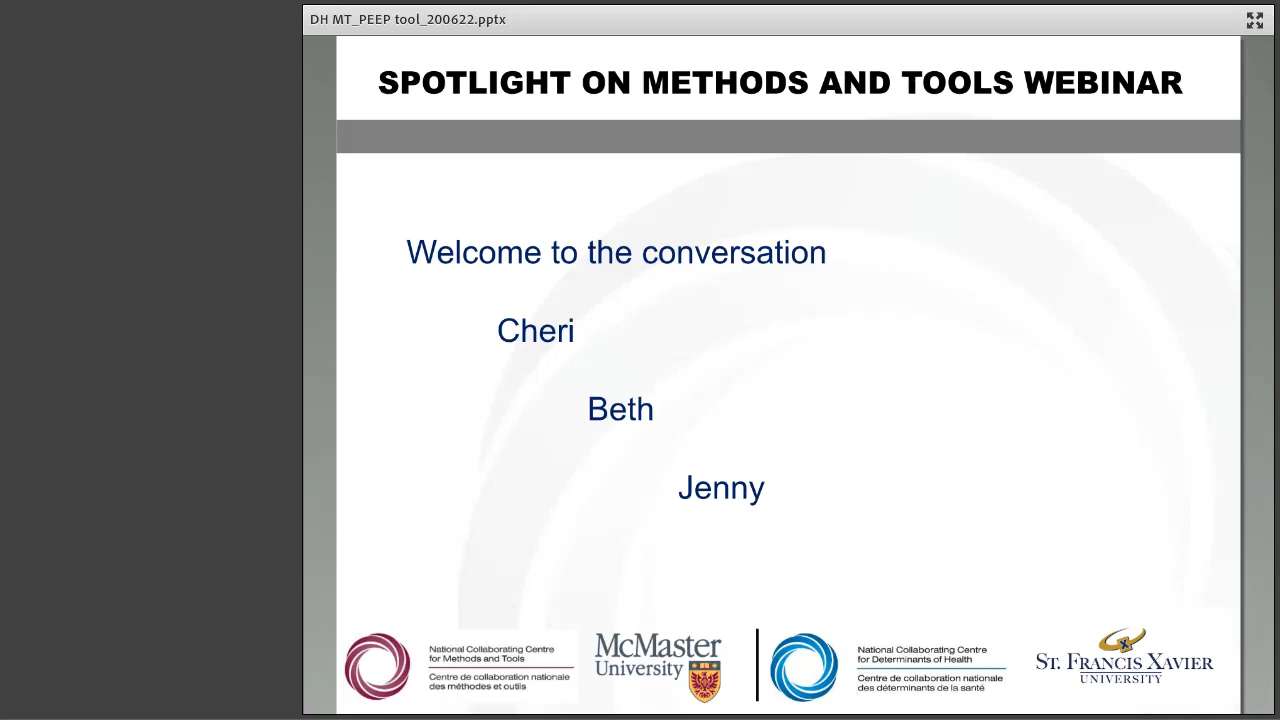 DH MT_PEEP tool_200622.pptx
SPOTLIGHT ON METHODS AND TOOLS WEBINAR
Welcome to the conversation
Cheri
Beth
Jenny
National Collaborating Centre
for Methods and Tools
Centre de collaboration nationale
des méthodes et outils
McMaster
University
National Collaborating Centre
for Determinants of Health
Centre de collaboration nationale
des déterminants de la santé
St. Francis Xavier
UNIVERSITY